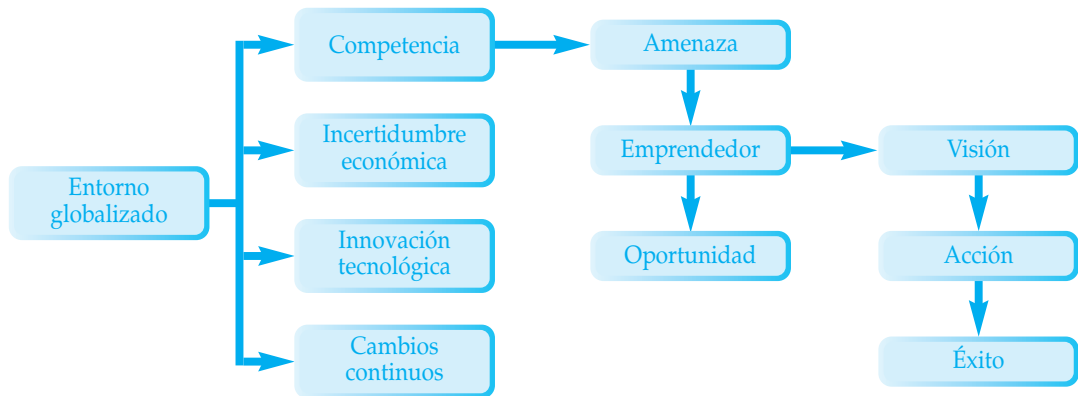 Entorno
globalizado
Competencia
Incertidumbre
económica
Innovación
tecnológica
Cambios
continuos
Amenaza
Emprendedor
Oportunidad
Visión
Acción
Éxito